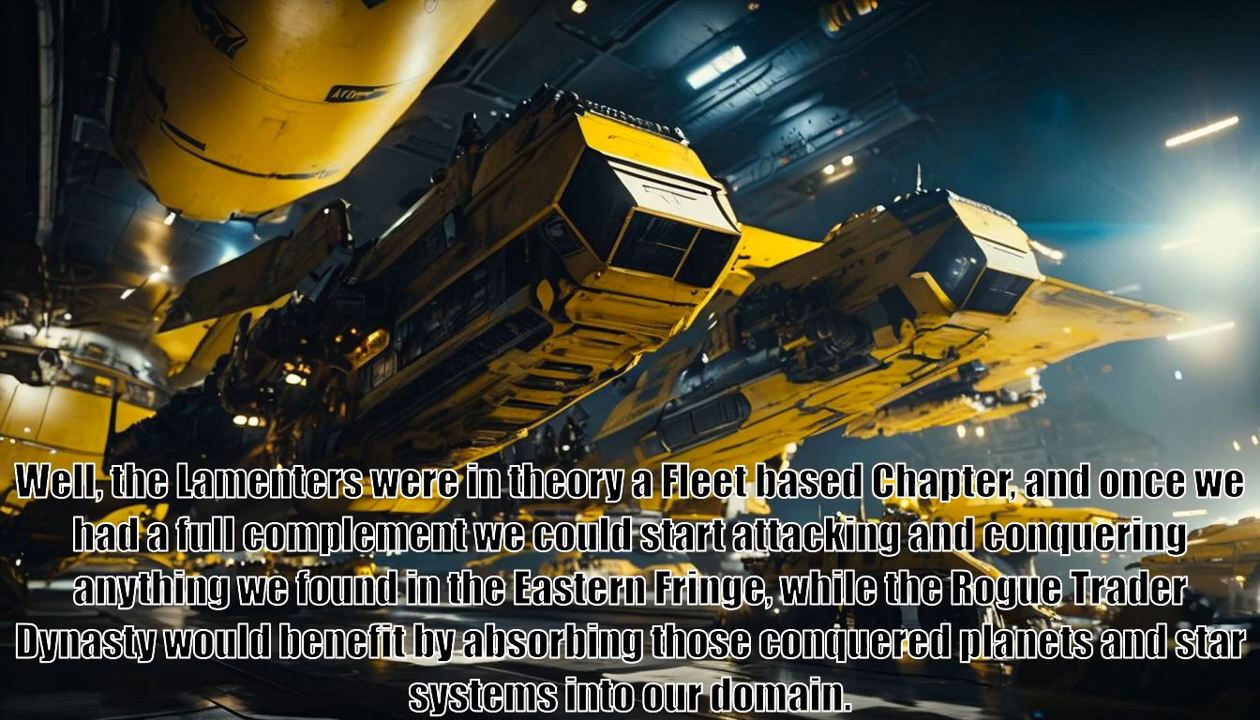 Well, the Lamenters were in theory a Fleet based Chapter, and once we
had a full complement we could start attacking and conquering
anything we found in the Eastern Fringe, while the Rogue Trader
Dynasty would benefit by absorbing those conquered planets and star
systems into our domain.